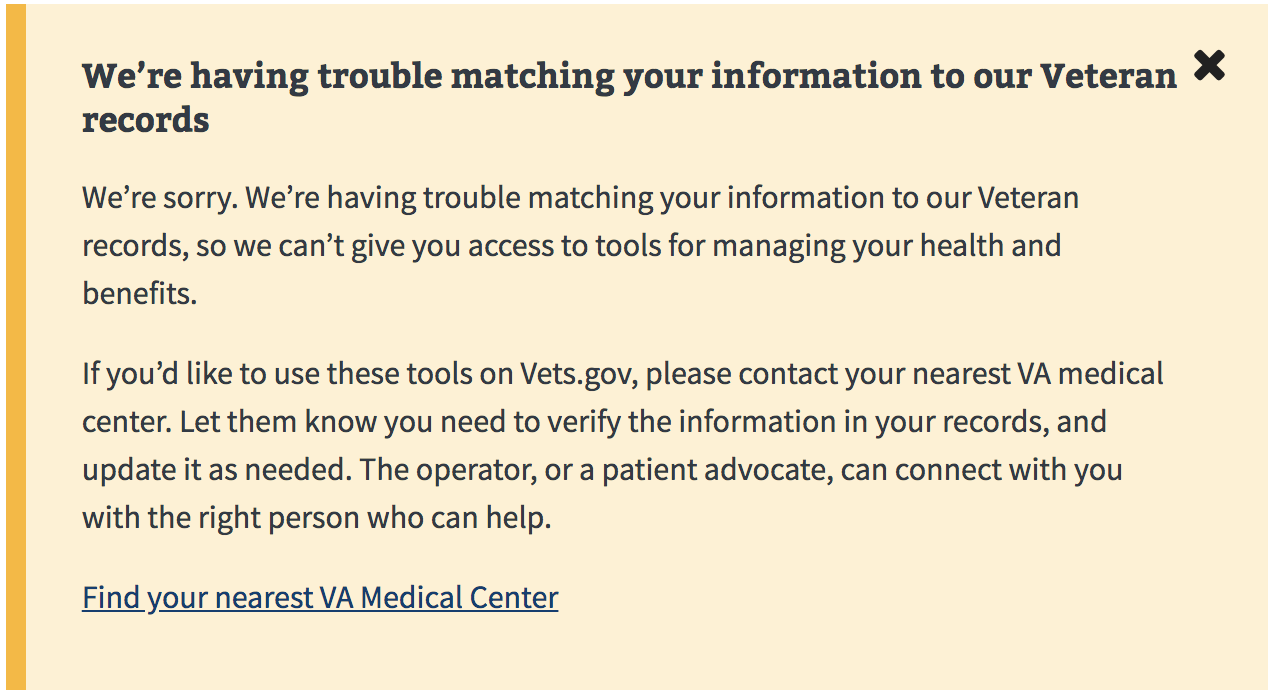 We’re having trouble matching your information to our Veteran
records
We’re sorry. We’re having trouble matching your information to our Veteran
records, so we can’t give you access to tools for managing your health and
benefits.
If you’d like to use these tools on Vets.gov, please contact your nearest VA medical
center. Let them know you need to verify the information in your records, and
update it as needed. The operator, or a patient advocate, can connect with you
with the right person who can help.
Find your nearest VA Medical Center